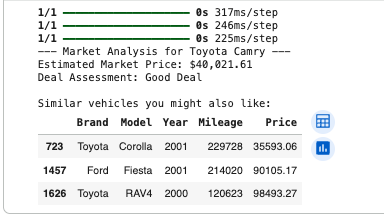 1/1 ━━━━━━━━━━━━━━━━━━━━ 0s 317ms/step
1/1 ━━━━━━━━━━━━━━━━━━━━ 0s 246ms/step
1/1 ━━━━━━━━━━━━━━━━━━━━ 0s 225ms/step
--- Market Analysis for Toyota Camry ---
Estimated Market Price: $40,021.61
Deal Assessment: Good Deal
Similar vehicles you might also like:
Brand Model Year Mileage Price
723 Toyota Corolla 2001 229728 35593.06
1457 Ford Fiesta 2001 214020 90105.17
1626 Toyota RAV4 2000 120623 98493.27